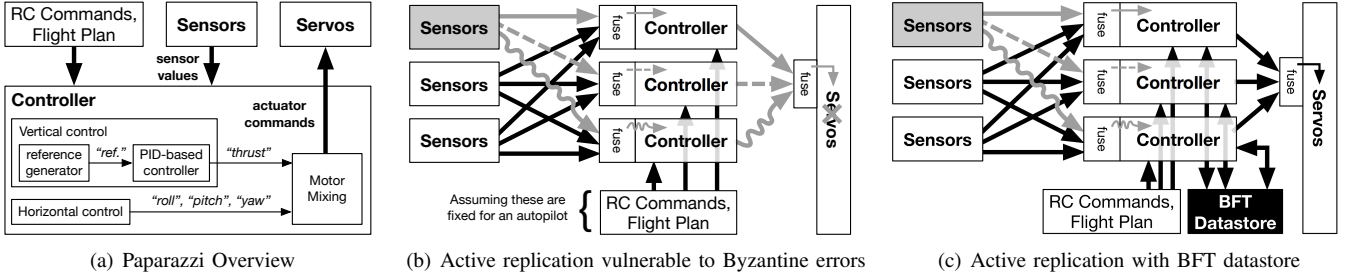 RC Commands,
Flight Plan
Sensors
Servos
sensor
values
Controller
actuator
commands
Vertical control
reference
generator
“ref.”
PID-based
controller
“thrust”
Motor
Mixing
Horizontal control
“roll”, “pitch”, “yaw”
(a) Paparazzi Overview
Sensors
Sensors
Sensors
fuse
Controller
fuse
Controller
fuse
Controller
fuse
Servos
Assuming these are
fixed for an autopilot
RC Commands,
Flight Plan
(b) Active replication vulnerable to Byzantine errors
Sensors
Sensors
Sensors
fuse
Controller
fuse
Controller
fuse
Controller
fuse
Servos
RC Commands,
Flight Plan
BFT
Datastore
(c) Active replication with BFT datastore